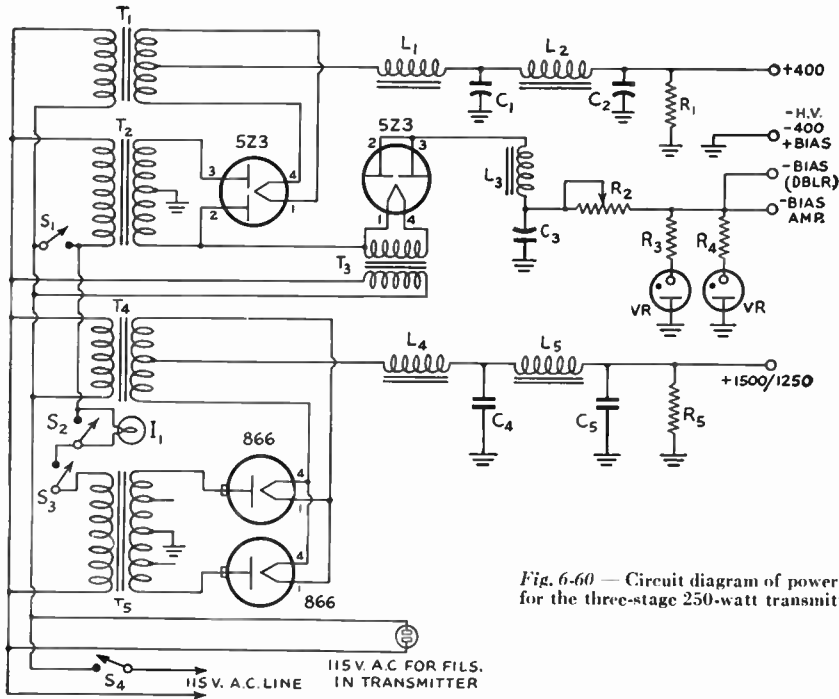 T1
L1
L2
+400
C1
C2
R1
5Z3
-H.V.
-400
+BIAS
T2
5Z3
2
3
3
4
2
1
L3
R2
-BIAS
(DBLR)
-BIAS
AMP.
S1
1
4
C3
R3
R4
T3
VR
VR
T4
L4
L5
+1500/1250
C4
C5
R5
S2
I1
866
4
1
S3
4
1
866
T5
Fig. 6-60 — Circuit diagram of power
for the three-stage 250-watt transmit
S4
115 V. A.C. LINE
115 V. A.C FOR FILS.
IN TRANSMITTER